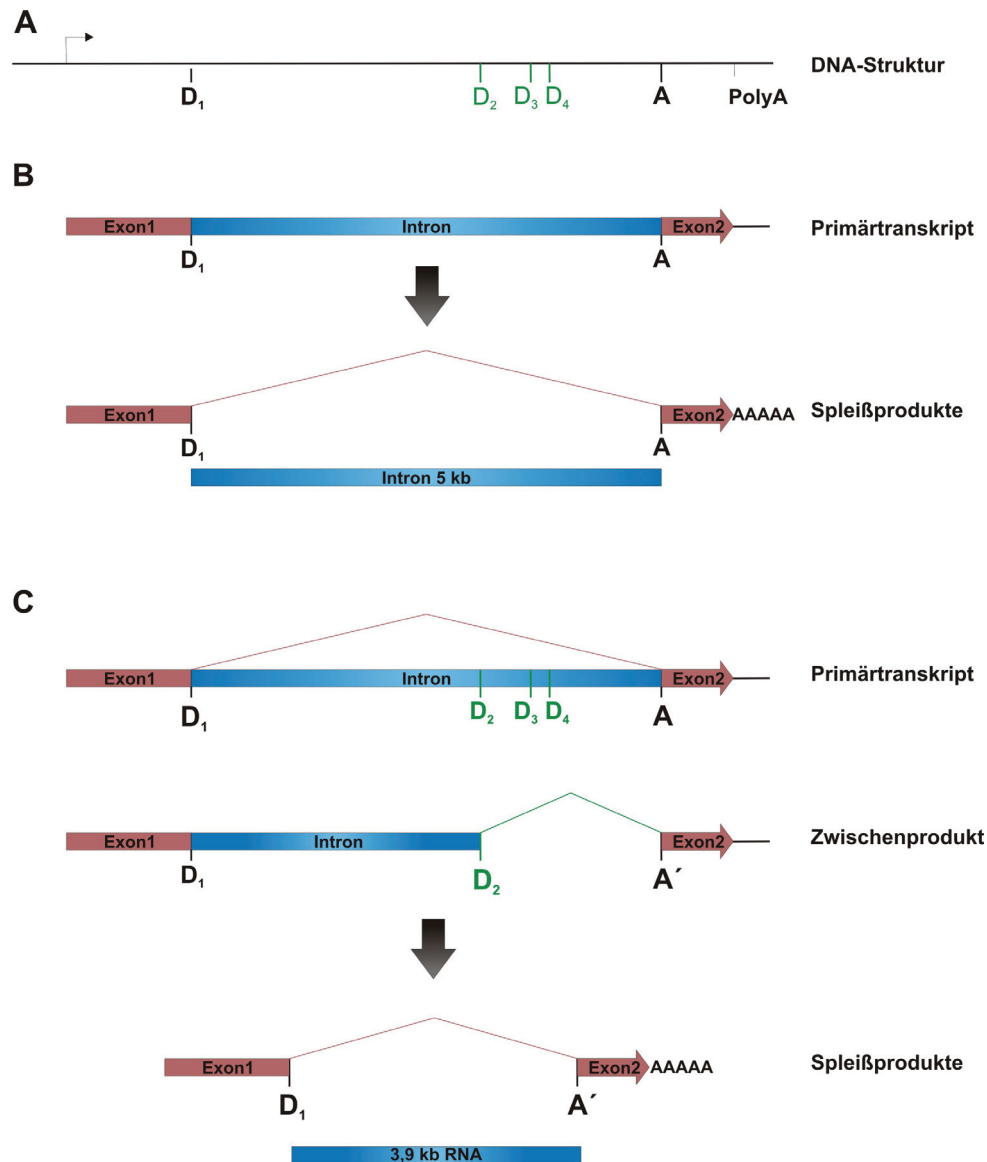 A
DNA-Struktur
D1 D2 D3 D4 A PolyA
B
Exon1 Intron Exon2 Primärtranskript
D1 A
Exon1 Exon2 AAAAA Spleißprodukte
D1 A
Intron 5 kb
C
Exon1 Intron Exon2 Primärtranskript
D1 D2 D3 D4 A
Exon1 Intron Exon2 Zwischenprodukt
D1 D2 A´
Exon1 Exon2 AAAAA Spleißprodukte
D1 A´
3,9 kb RNA